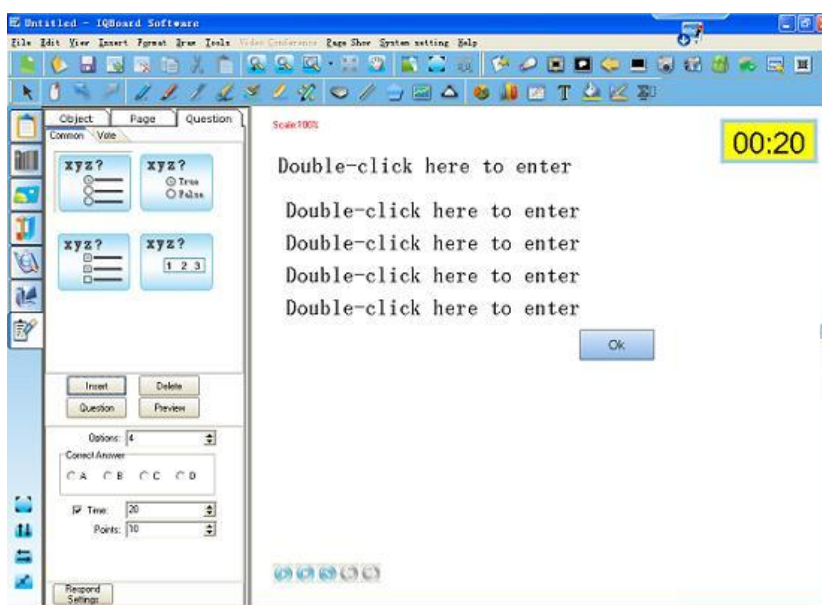 Untitled - IQBoard Software
File Edit View Insert Format Draw Tools Video Conference Page Show System setting Help
Object Page Question
Common Vote
Scale:100%
00:20
xyz?
xyz?
True
False
xyz?
xyz?
1 2 3
Double-click here to enter
Double-click here to enter
Double-click here to enter
Double-click here to enter
Double-click here to enter
Ok
Insert Delete
Question Preview
Options: 4
Correct Answer
A B C D
Time: 20
Points: 10
Respond
Settings